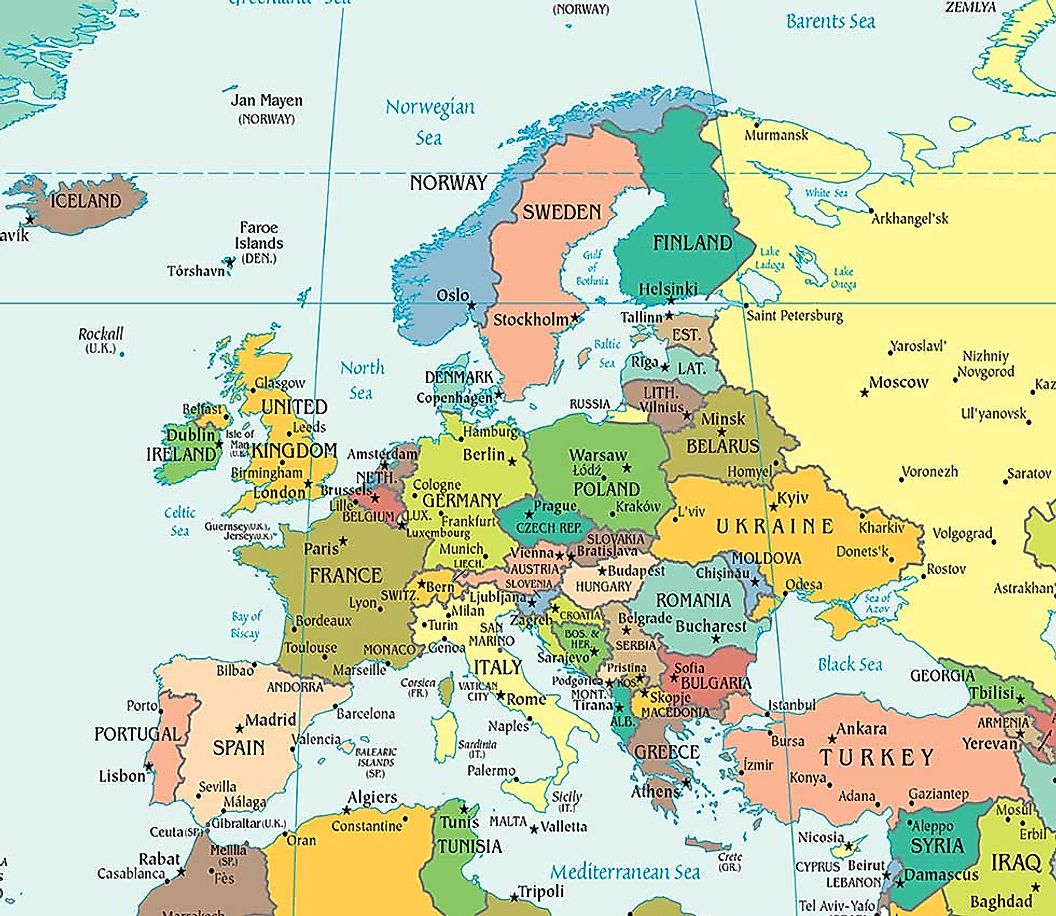 Greenland Sea
(NORWAY)
ZEMLYA
Barents Sea
Jan Mayen
(NORWAY)
Norwegian
Sea
Murmansk
ICELAND
avík
NORWAY
White Sea
SWEDEN
Arkhangel'sk
Faroe
Islands
(DEN.)
Tórshavn
FINLAND
Gulf
of
Bothnia
Lake
Ladoga
Lake
Onega
Helsinki
Oslo
Stockholm
Tallinn
Saint Petersburg
Rockall
(U.K.)
EST.
Baltic
Sea
Yaroslavl'
Nizhniy
Novgorod
North
Sea
Riga
LAT.
DENMARK
Copenhagen
Moscow
Kaz
Glasgow
LITH.
Vilnius
RUSSIA
Ul'yanovsk
Belfast
UNITED
KINGDOM
Leeds
Minsk
BELARUS
Dublin
IRELAND
Isle of
Man
(U.K.)
Hamburg
Amsterdam
NETH.
Berlin
Warsaw
Łódź
POLAND
Homyel'
Voronezh
Saratov
Birmingham
London
Brussels
Lille
BELGIUM
Cologne
GERMANY
Kyiv
Celtic
Sea
LUX.
Luxembourg
Frankfurt
Prague
CZECH REP.
Kraków
L'viv
UKRAINE
Kharkiv
Guernsey(U.K.),
Jersey(U.K.)
Volgograd
Paris
Munich
LIECH.
SLOVAKIA
Vienna
Bratislava
Donets'k
FRANCE
AUSTRIA
Budapest
MOLDOVA
Chişinău
Rostov
Bern
SWITZ.
SLOVENIA
HUNGARY
Odesa
Astrakhan
Lyon
Ljubljana
Zagreb
CROATIA
ROMANIA
Sea of
Azov
Bay of
Biscay
Bordeaux
Milan
Turin
Genoa
SAN
MARINO
BOS. &
HER.
Belgrade
SERBIA
Bucharest
Toulouse
MONACO
Marseille
ITALY
Sarajevo
Black Sea
Bilbao
ANDORRA
Corsica
(FR.)
VATICAN
CITY
Rome
Podgorica
MONT.
Pristina
KOS.
Sofia
BULGARIA
GEORGIA
Tbilisi
Porto
Barcelona
Tirana
ALB.
Skopje
MACEDONIA
Istanbul
PORTUGAL
Madrid
SPAIN
Valencia
Naples
Bursa
Ankara
TURKEY
ARMENIA
Yerevan
Sardinia
(IT.)
BALEARIC
ISLANDS
(SP.)
GREECE
Lisbon
Palermo
İzmir
Konya
Sevilla
Málaga
Algiers
Sicily
(IT.)
Athens
Adana
Gaziantep
Gibraltar(U.K.)
Ceuta(SP.)
Constantine
Tunis
MALTA
Valletta
Mosul
Aleppo
Erbil
Melilla
(SP.)
Oran
TUNISIA
Nicosia
SYRIA
Rabat
Casablanca
Fès
Crete
(GR.)
CYPRUS
Beirut
LEBANON
IRAQ
Mediterranean Sea
Damascus
Tripoli
Baghdad
Marrakech
Tel Aviv-Yafo